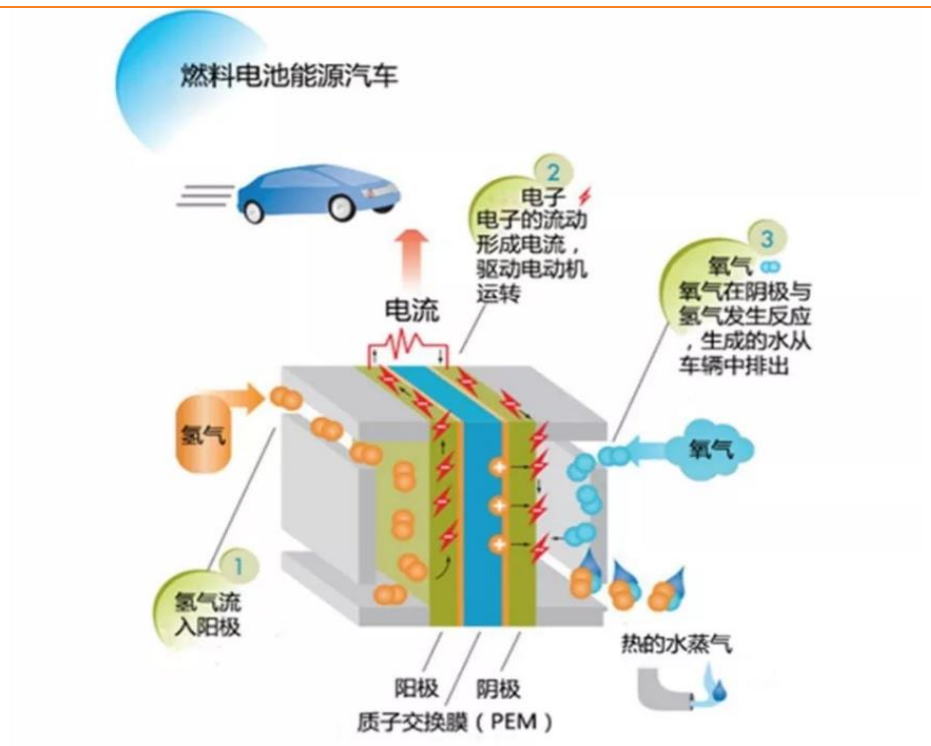 燃料电池能源汽车
2
电子
电子的流动
形成电流，
驱动电动机
运转
3
氧气
氧气在阴极与
氢气发生反应
，生成的水从
车辆中排出
电流
氢气
氧气
1
氢气流
入阳极
热的水蒸气
阳极
阴极
质子交换膜（PEM）